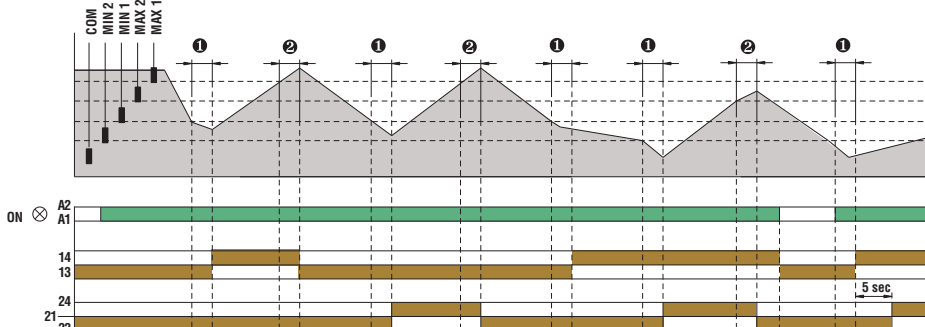 COM
MIN 2
MIN 1
MAX 2
MAX 1
❶ ❷ ❶ ❷ ❶ ❶ ❷ ❶
A2
ON A1
14
13
5 sec
24
21